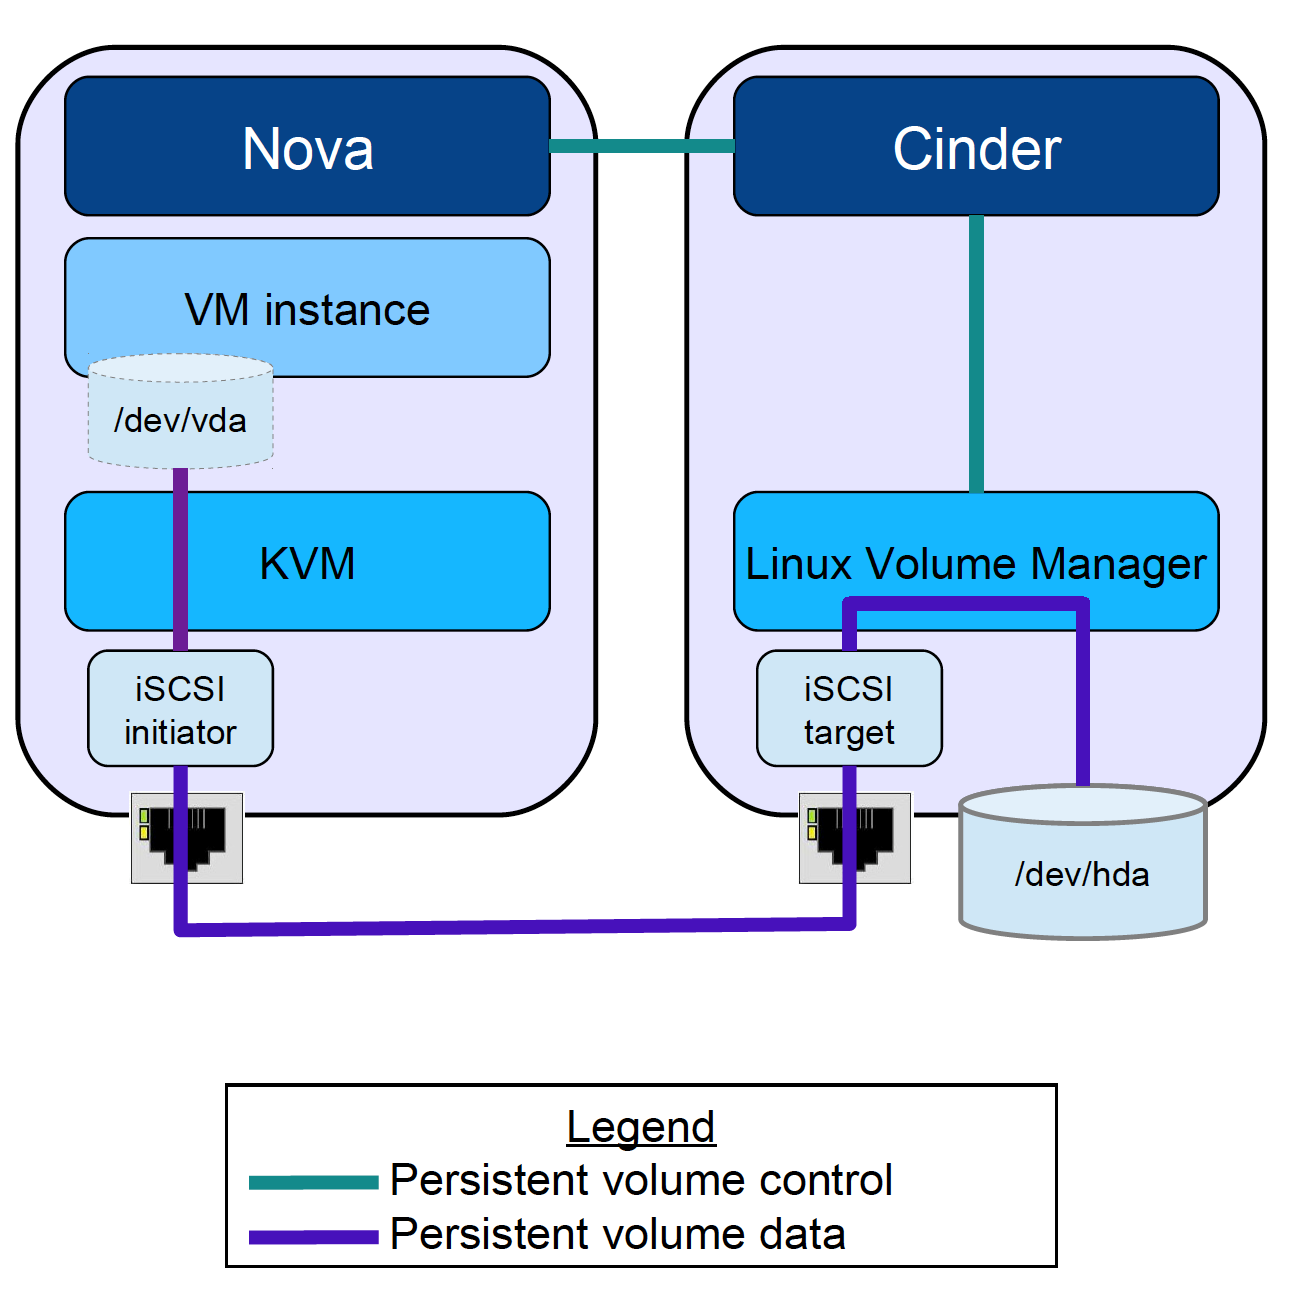 Nova
Cinder
VM instance
/dev/vda
KVM
Linux Volume Manager
iSCSI
initiator
iSCSI
target
/dev/hda
Legend
Persistent volume control
Persistent volume data